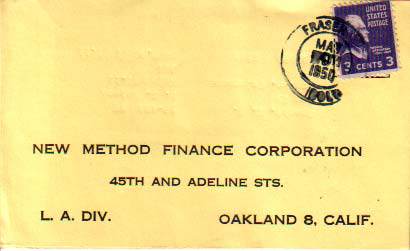 FRASER
MAY
1950
COLO
UNITED
STATES
POSTAGE
3 CENTS 3
NEW METHOD FINANCE CORPORATION
45TH AND ADELINE STS.
L. A. DIV. OAKLAND 8, CALIF.